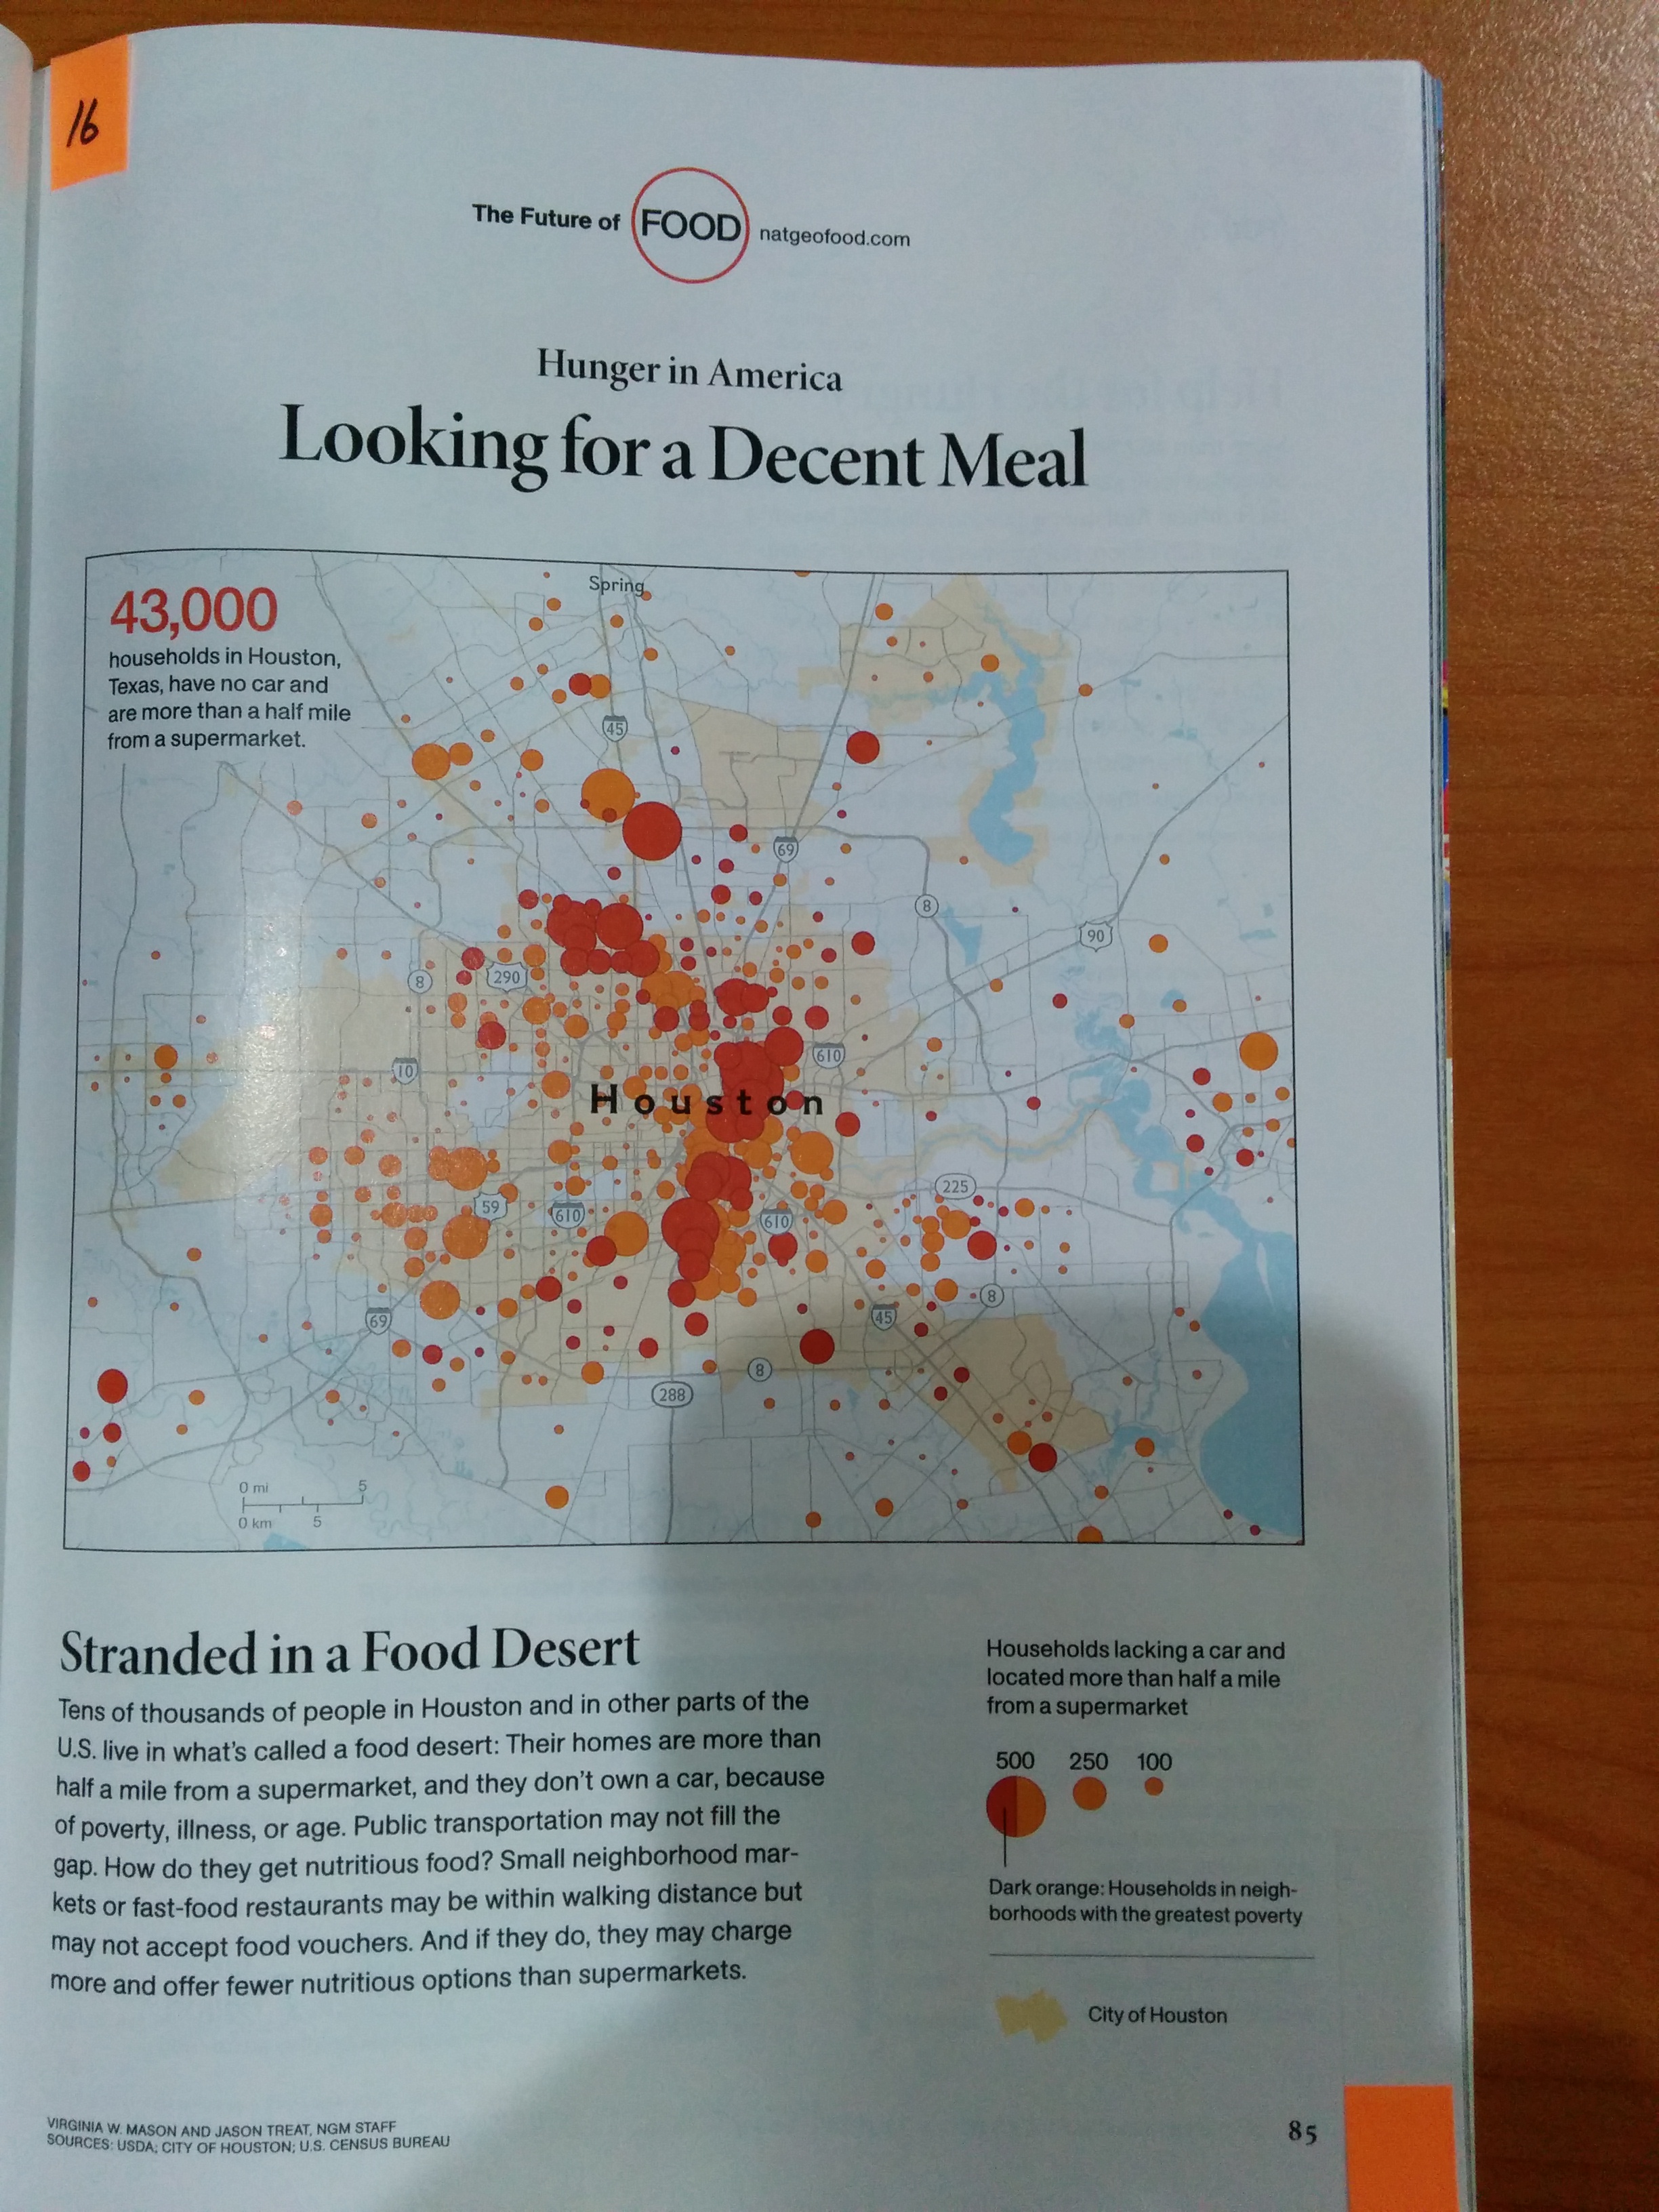 16
The Future of FOOD natgeofood.com
Hunger in America
Looking for a Decent Meal
43,000
households in Houston,
Texas, have no car and
are more than a half mile
from a supermarket.
Spring
45
69
8
90
8
290
10
610
Houston
225
59
610
610
69
45
8
8
288
0 mi 5
0 km 5
Stranded in a Food Desert
Tens of thousands of people in Houston and in other parts of the
U.S. live in what's called a food desert: Their homes are more than
half a mile from a supermarket, and they don't own a car, because
of poverty, illness, or age. Public transportation may not fill the
gap. How do they get nutritious food? Small neighborhood mar-
kets or fast-food restaurants may be within walking distance but
may not accept food vouchers. And if they do, they may charge
more and offer fewer nutritious options than supermarkets.
Households lacking a car and
located more than half a mile
from a supermarket
500 250 100
Dark orange: Households in neigh-
borhoods with the greatest poverty
City of Houston
VIRGINIA W. MASON AND JASON TREAT, NGM STAFF
SOURCES: USDA; CITY OF HOUSTON; U.S. CENSUS BUREAU
85